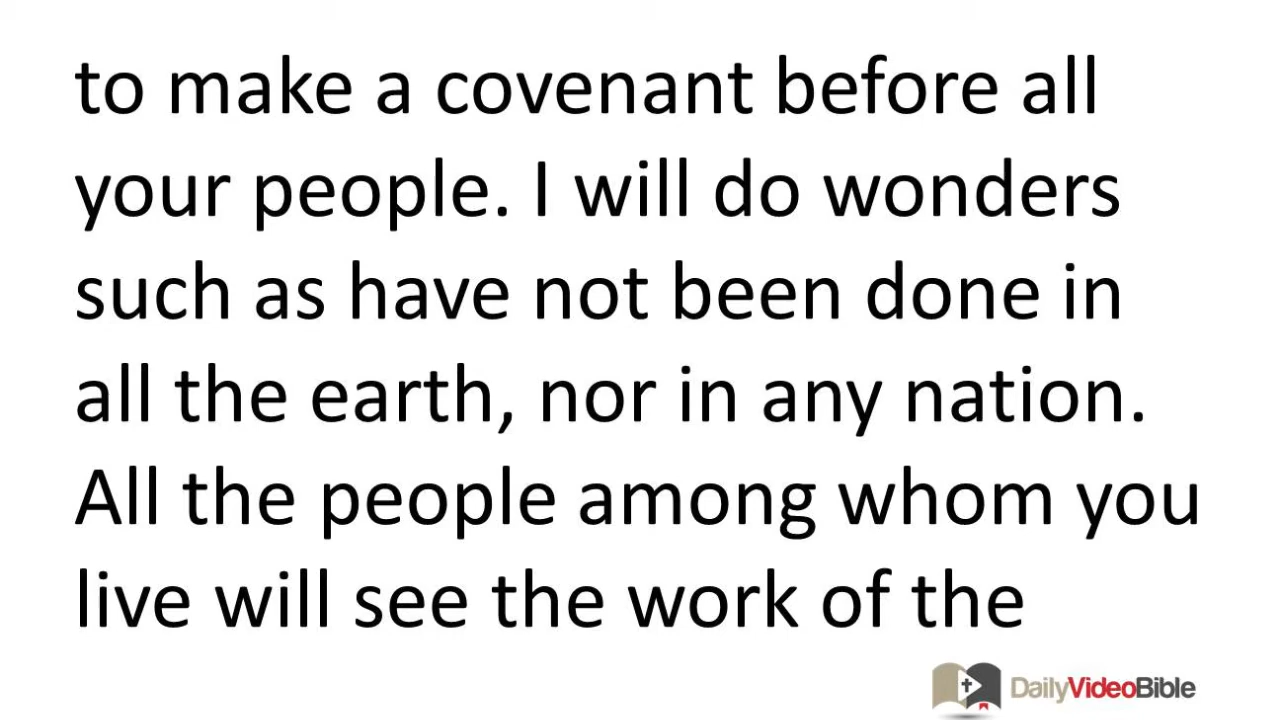 to make a covenant before all
your people. I will do wonders
such as have not been done in
all the earth, nor in any nation.
All the people among whom you
live will see the work of the
DailyVideoBible